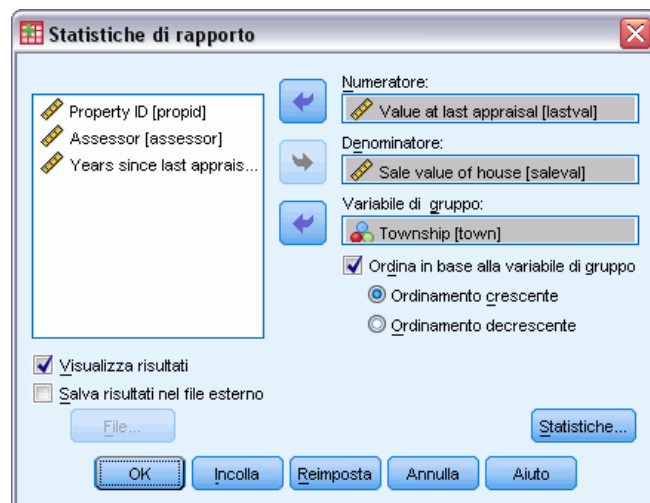 Statistiche di rapporto
Property ID [propid]
Assessor [assessor]
Years since last apprais...
Numeratore:
Value at last appraisal [lastval]
Denominatore:
Sale value of house [saleval]
Variabile di gruppo:
Township [town]
Ordina in base alla variabile di gruppo
Ordinamento crescente
Ordinamento decrescente
Visualizza risultati
Salva risultati nel file esterno
File...
Statistiche...
OK
Incolla
Reimposta
Annulla
Aiuto